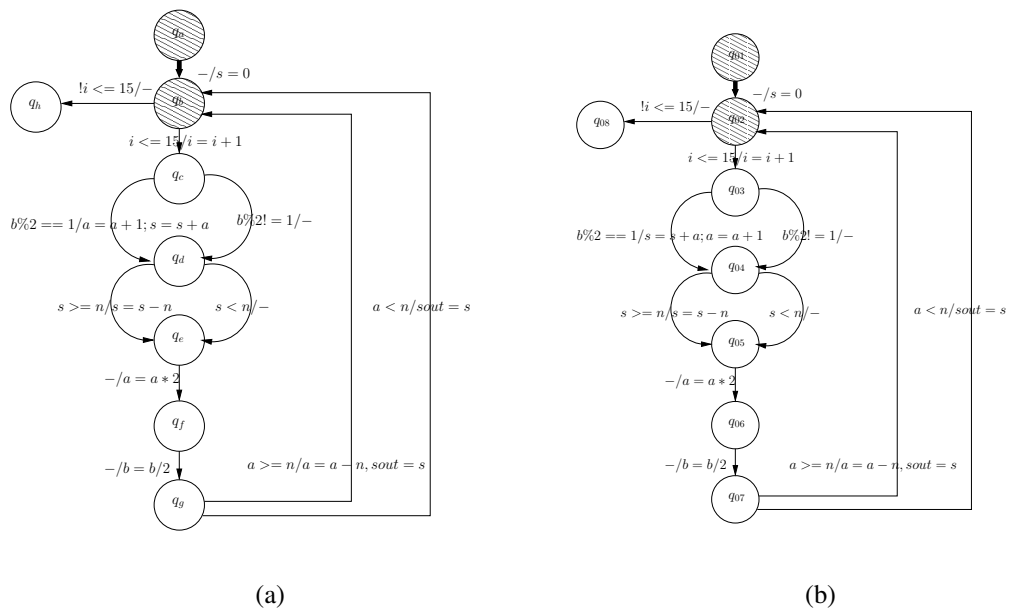 q_a
-/s = 0
!i <= 15/-
q_h
q_b
i <= 15/i = i + 1
q_c
b%2 == 1/a = a + 1; s = s + a
b%2! = 1/-
q_d
s >= n/s = s - n
s < n/-
a < n/sout = s
q_e
-/a = a * 2
q_f
-/b = b/2
a >= n/a = a - n, sout = s
q_g
(a)
q_01
-/s = 0
!i <= 15/-
q_08
q_02
i <= 15/i = i + 1
q_03
b%2 == 1/s = s + a; a = a + 1
b%2! = 1/-
q_04
s >= n/s = s - n
s < n/-
a < n/sout = s
q_05
-/a = a * 2
q_06
-/b = b/2
a >= n/a = a - n, sout = s
q_07
(b)